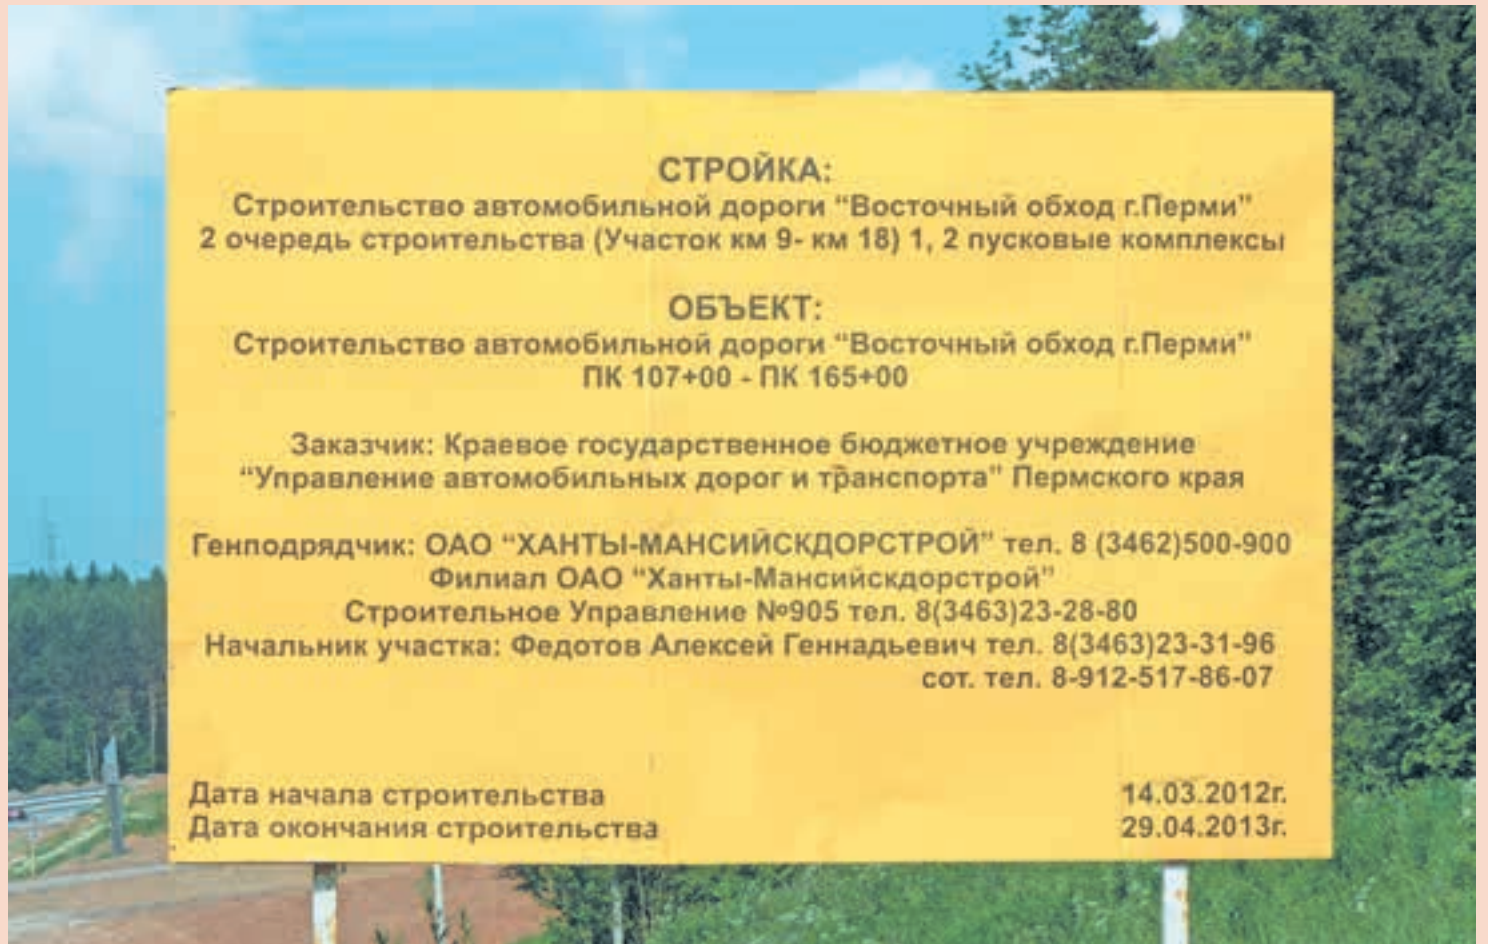 СТРОЙКА:
Строительство автомобильной дороги “Восточный обход г.Перми”
2 очередь строительства (Участок км 9- км 18) 1, 2 пусковые комплексы
ОБЪЕКТ:
Строительство автомобильной дороги “Восточный обход г.Перми”
ПК 107+00 - ПК 165+00
Заказчик: Краевое государственное бюджетное учреждение
“Управление автомобильных дорог и транспорта” Пермского края
Генподрядчик: ОАО “ХАНТЫ-МАНСИЙСКДОРСТРОЙ” тел. 8 (3462)500-900
Филиал ОАО “Ханты-Мансийскдорстрой”
Строительное Управление №905 тел. 8(3463)23-28-80
Начальник участка: Федотов Алексей Геннадьевич тел. 8(3463)23-31-96
сот. тел. 8-912-517-86-07
Дата начала строительства 14.03.2012г.
Дата окончания строительства 29.04.2013г.